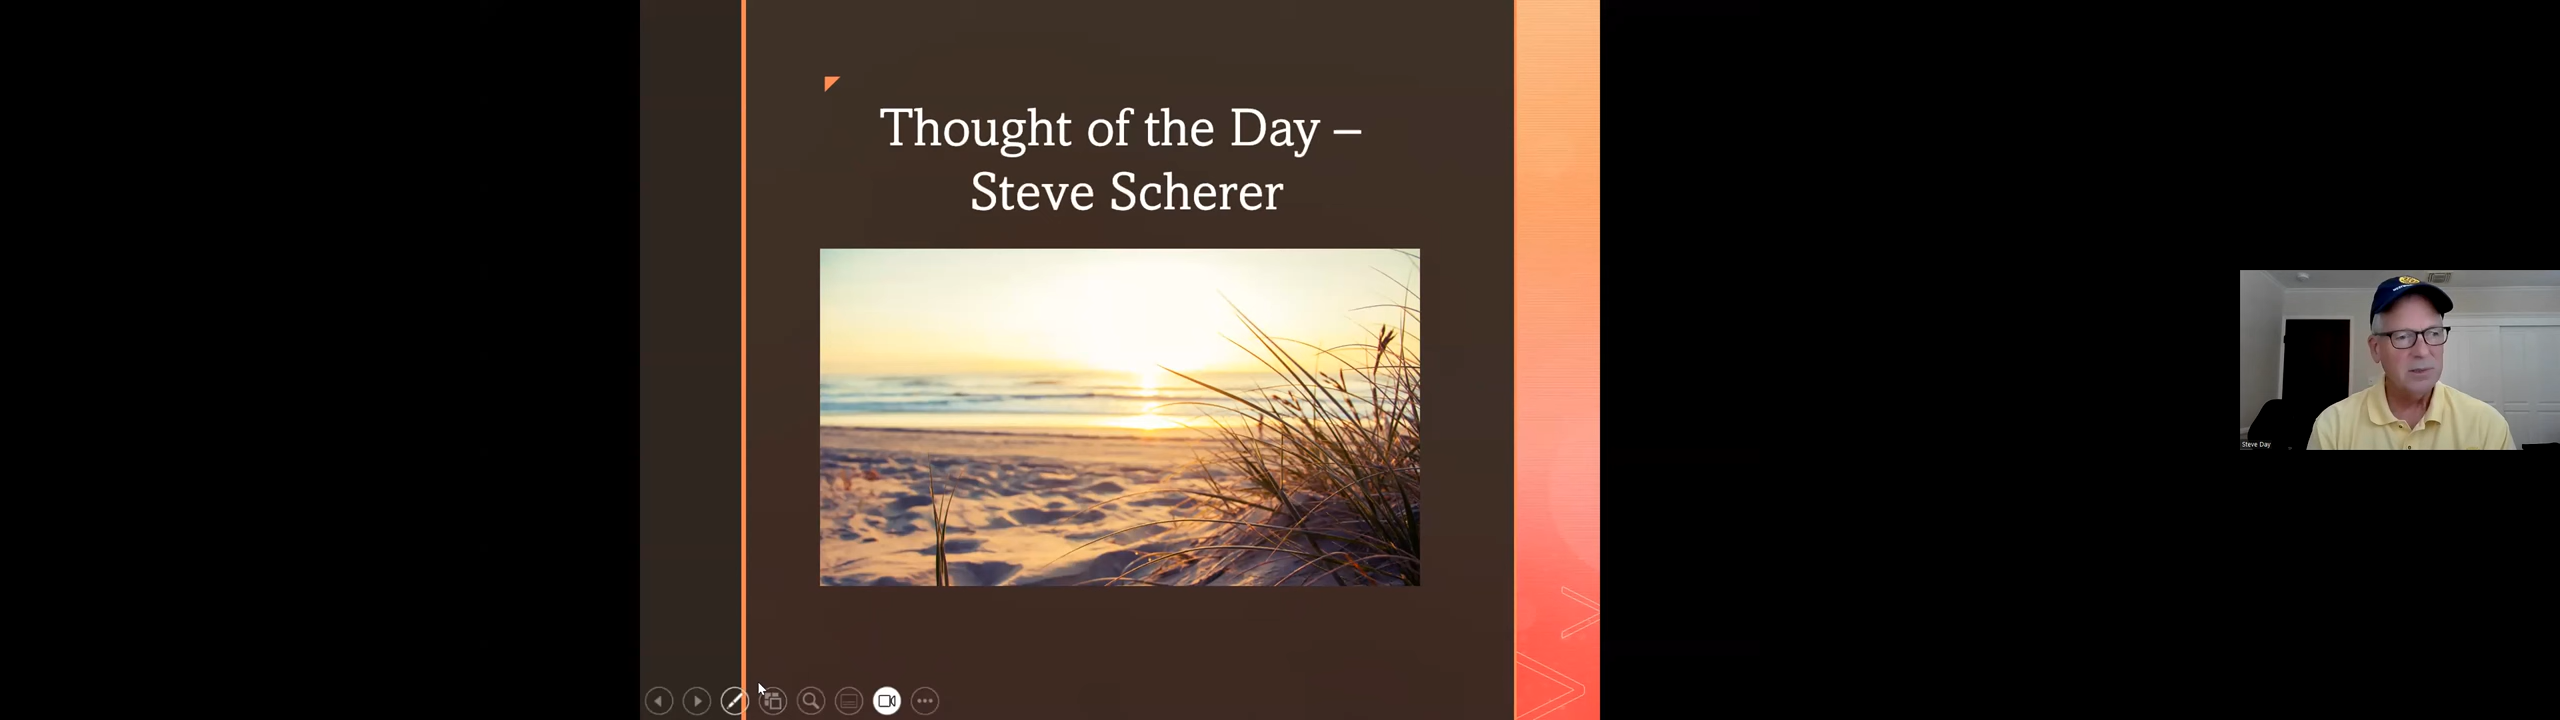 Thought of the Day –
Steve Scherer
Steve Day